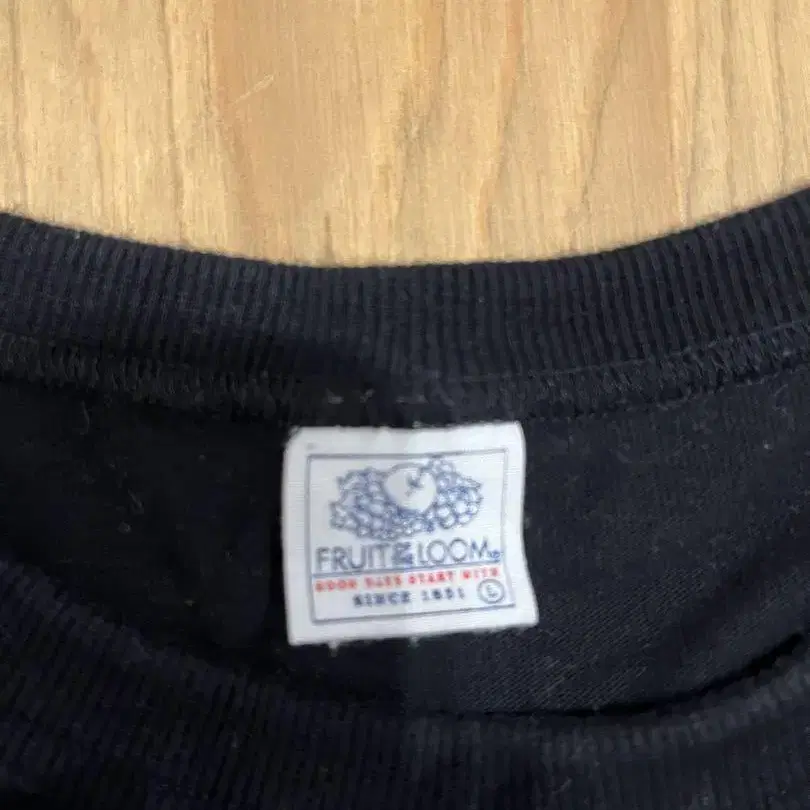 FRUIT OF THE LOOM®
GOOD DAYS START WITH
SINCE 1851 L